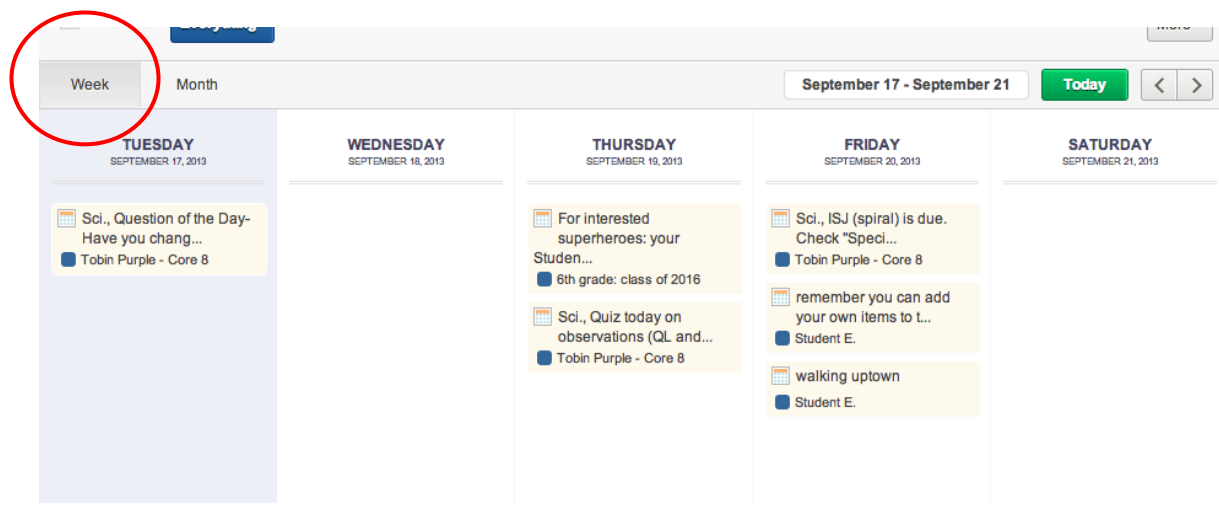 Week
Month
September 17 - September 21
Today
TUESDAY
SEPTEMBER 17, 2013
Sci., Question of the Day-
Have you chang...
Tobin Purple - Core 8
WEDNESDAY
SEPTEMBER 18, 2013
THURSDAY
SEPTEMBER 19, 2013
For interested
superheroes: your
Studen...
6th grade: class of 2016
Sci., Quiz today on
observations (QL and...
Tobin Purple - Core 8
FRIDAY
SEPTEMBER 20, 2013
Sci., ISJ (spiral) is due.
Check "Speci...
Tobin Purple - Core 8
remember you can add
your own items to t...
Student E.
walking uptown
Student E.
SATURDAY
SEPTEMBER 21, 2013